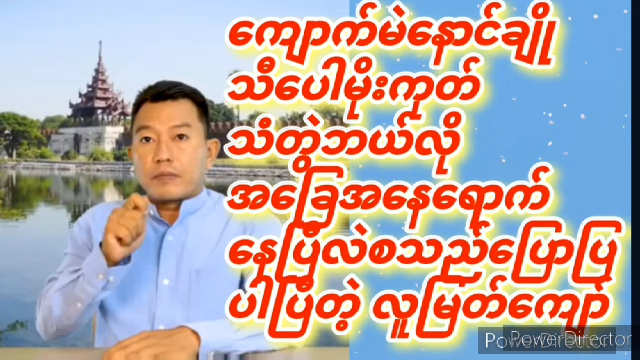 ကျောက်မဲနောင်ချို
သီပေါမိုးကုတ်
သံတွဲဘယ်လို
အခြေအနေရောက်
နေပြီလဲစသည်ပြောပြ
ပါပြီတဲ့ လူမြတ်ကျော်
PowerDirector